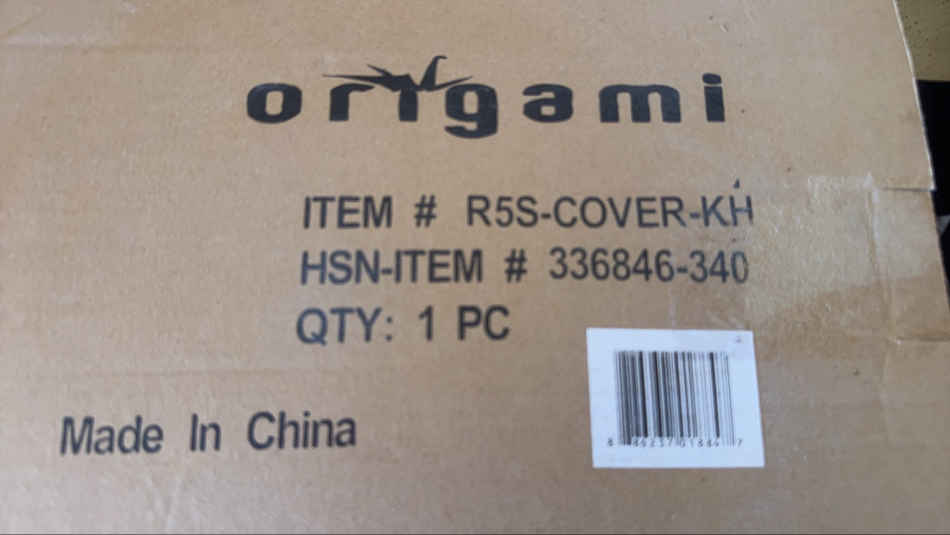 origami
ITEM # R5S-COVER-KH
HSN-ITEM # 336846-340
QTY: 1 PC
Made In China